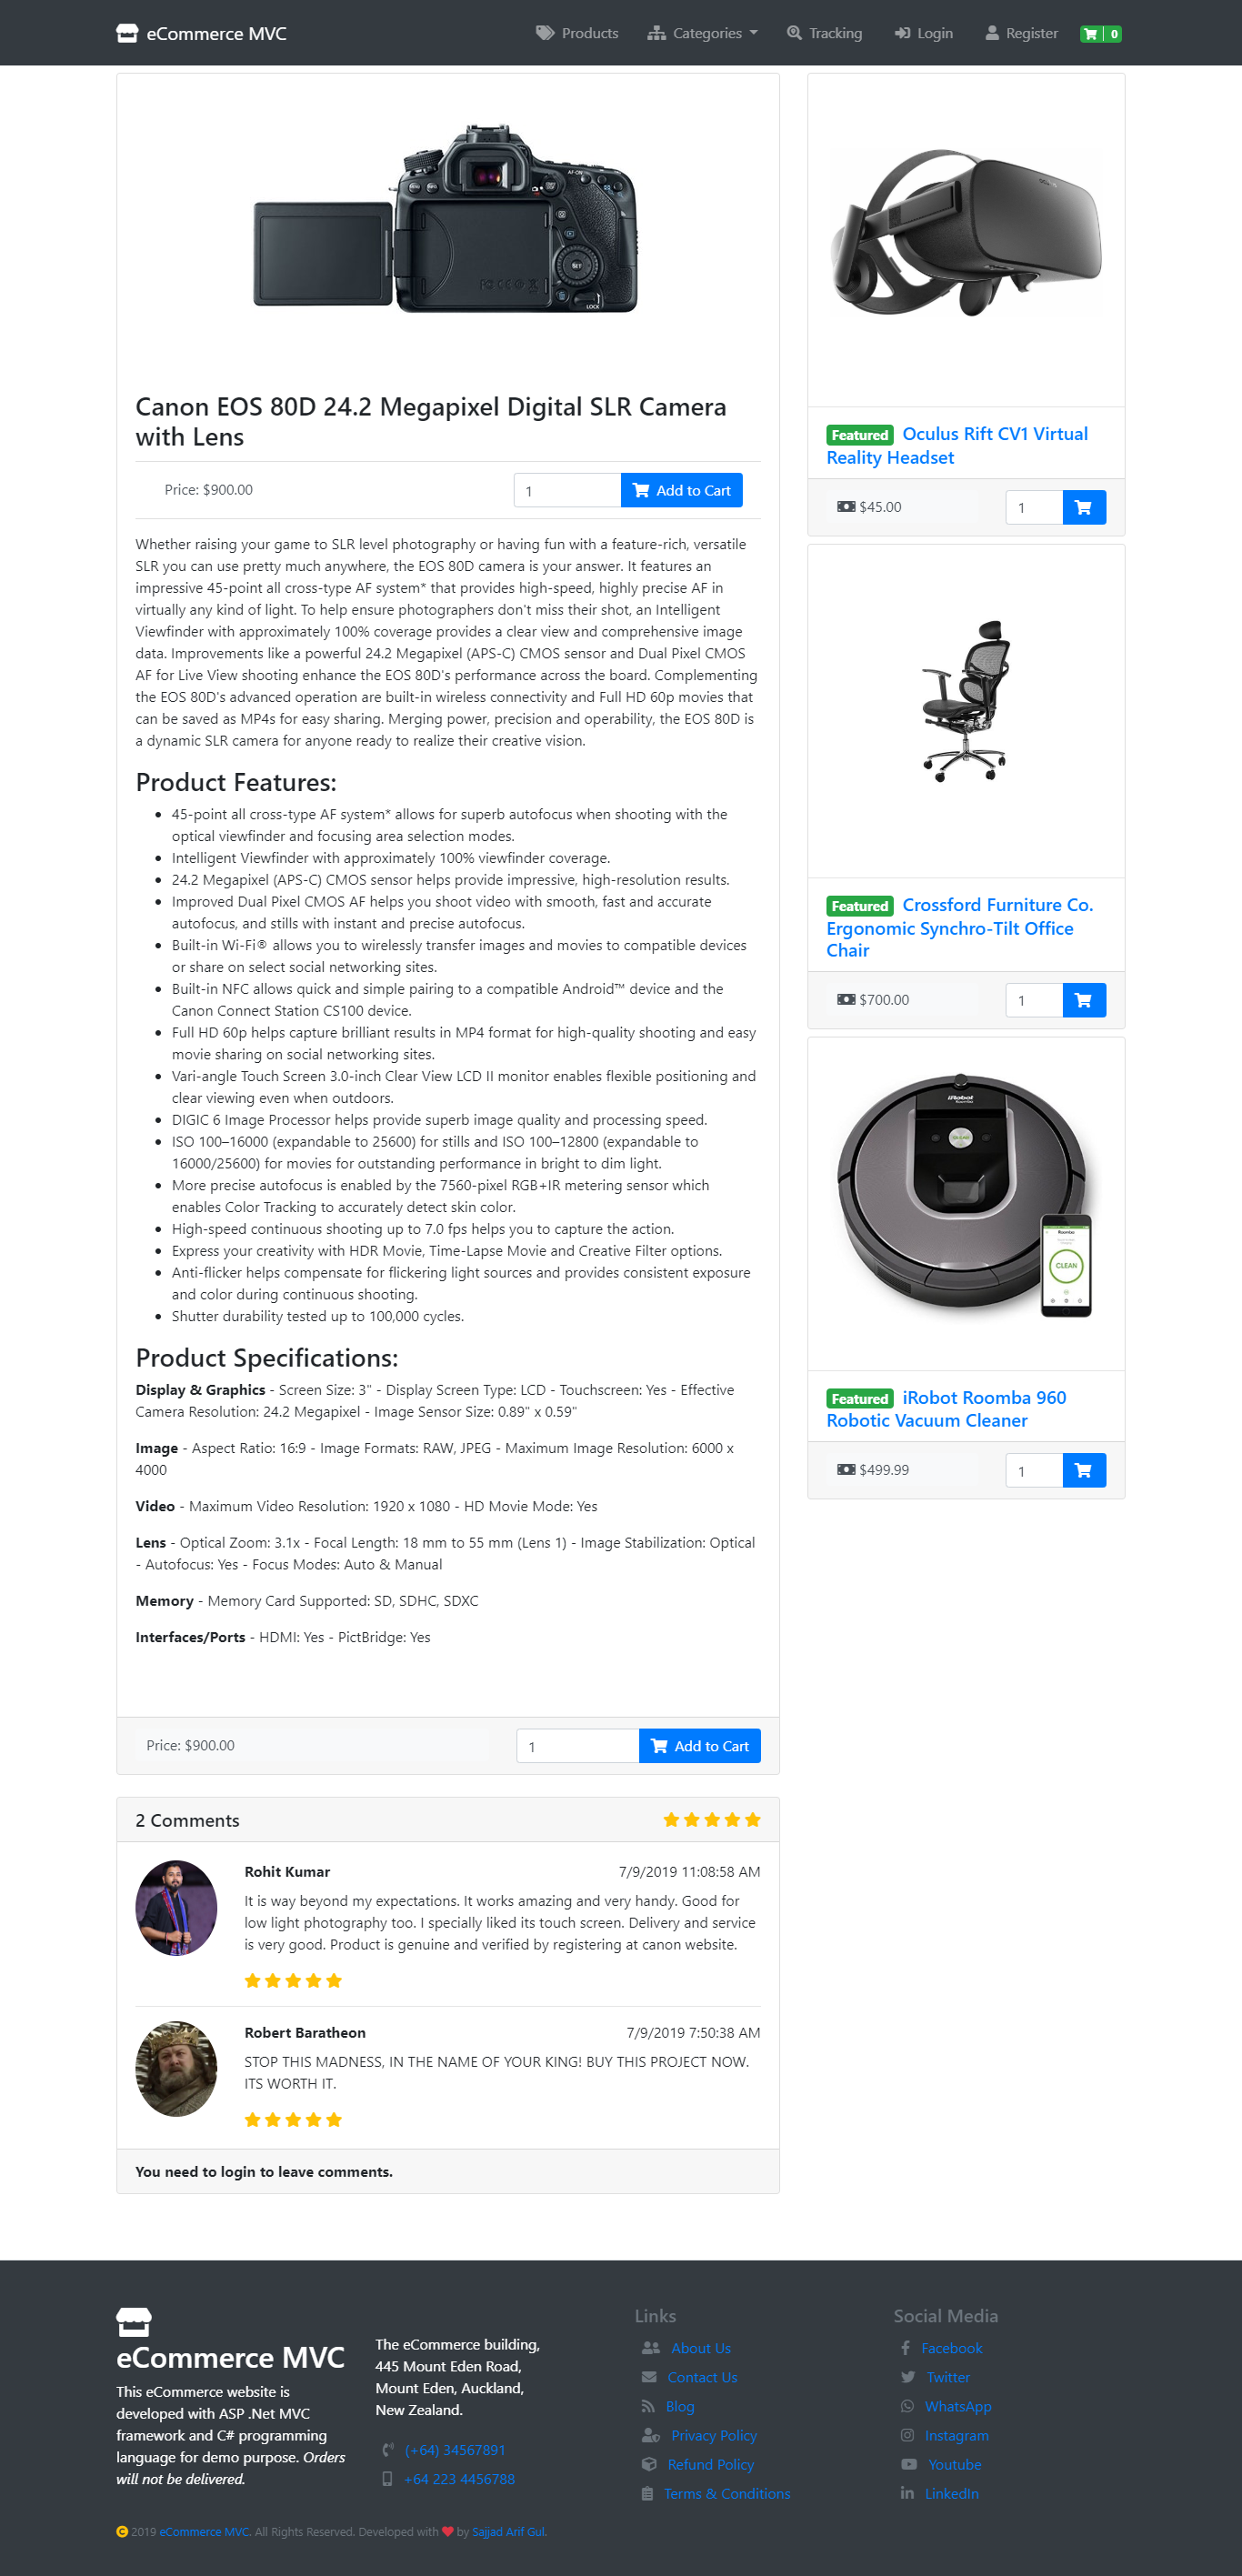 eCommerce MVC
Products
Categories
Tracking
Login
Register
0
Canon EOS 80D 24.2 Megapixel Digital SLR Camera
with Lens
Price: $900.00
1
Add to Cart
Whether raising your game to SLR level photography or having fun with a feature-rich, versatile
SLR you can use pretty much anywhere, the EOS 80D camera is your answer. It features an
impressive 45-point all cross-type AF system* that provides high-speed, highly precise AF in
virtually any kind of light. To help ensure photographers don't miss their shot, an Intelligent
Viewfinder with approximately 100% coverage provides a clear view and comprehensive image
data. Improvements like a powerful 24.2 Megapixel (APS-C) CMOS sensor and Dual Pixel CMOS
AF for Live View shooting enhance the EOS 80D's performance across the board. Complementing
the EOS 80D's advanced operation are built-in wireless connectivity and Full HD 60p movies that
can be saved as MP4s for easy sharing. Merging power, precision and operability, the EOS 80D is
a dynamic SLR camera for anyone ready to realize their creative vision.
Product Features:
45-point all cross-type AF system* allows for superb autofocus when shooting with the
optical viewfinder and focusing area selection modes.
Intelligent Viewfinder with approximately 100% viewfinder coverage.
24.2 Megapixel (APS-C) CMOS sensor helps provide impressive, high-resolution results.
Improved Dual Pixel CMOS AF helps you shoot video with smooth, fast and accurate
autofocus, and stills with instant and precise autofocus.
Built-in Wi-Fi® allows you to wirelessly transfer images and movies to compatible devices
or share on select social networking sites.
Built-in NFC allows quick and simple pairing to a compatible Android™ device and the
Canon Connect Station CS100 device.
Full HD 60p helps capture brilliant results in MP4 format for high-quality shooting and easy
movie sharing on social networking sites.
Vari-angle Touch Screen 3.0-inch Clear View LCD II monitor enables flexible positioning and
clear viewing even when outdoors.
DIGIC 6 Image Processor helps provide superb image quality and processing speed.
ISO 100–16000 (expandable to 25600) for stills and ISO 100–12800 (expandable to
16000/25600) for movies for outstanding performance in bright to dim light.
More precise autofocus is enabled by the 7560-pixel RGB+IR metering sensor which
enables Color Tracking to accurately detect skin color.
High-speed continuous shooting up to 7.0 fps helps you to capture the action.
Express your creativity with HDR Movie, Time-Lapse Movie and Creative Filter options.
Anti-flicker helps compensate for flickering light sources and provides consistent exposure
and color during continuous shooting.
Shutter durability tested up to 100,000 cycles.
Product Specifications:
Display & Graphics - Screen Size: 3" - Display Screen Type: LCD - Touchscreen: Yes - Effective
Camera Resolution: 24.2 Megapixel - Image Sensor Size: 0.89" x 0.59"
Image - Aspect Ratio: 16:9 - Image Formats: RAW, JPEG - Maximum Image Resolution: 6000 x
4000
Video - Maximum Video Resolution: 1920 x 1080 - HD Movie Mode: Yes
Lens - Optical Zoom: 3.1x - Focal Length: 18 mm to 55 mm (Lens 1) - Image Stabilization: Optical
- Autofocus: Yes - Focus Modes: Auto & Manual
Memory - Memory Card Supported: SD, SDHC, SDXC
Interfaces/Ports - HDMI: Yes - PictBridge: Yes
Price: $900.00
1
Add to Cart
2 Comments
Rohit Kumar
7/9/2019 11:08:58 AM
It is way beyond my expectations. It works amazing and very handy. Good for
low light photography too. I specially liked its touch screen. Delivery and service
is very good. Product is genuine and verified by registering at canon website.
Robert Baratheon
7/9/2019 7:50:38 AM
STOP THIS MADNESS, IN THE NAME OF YOUR KING! BUY THIS PROJECT NOW.
ITS WORTH IT.
You need to login to leave comments.
Featured Oculus Rift CV1 Virtual
Reality Headset
$45.00
1
Featured Crossford Furniture Co.
Ergonomic Synchro-Tilt Office
Chair
$700.00
1
iRobot
Roomba
CLEAN
Featured iRobot Roomba 960
Robotic Vacuum Cleaner
$499.99
1
eCommerce MVC
This eCommerce website is
developed with ASP .Net MVC
framework and C# programming
language for demo purpose. Orders
will not be delivered.
The eCommerce building,
445 Mount Eden Road,
Mount Eden, Auckland,
New Zealand.
(+64) 34567891
+64 223 4456788
Links
About Us
Contact Us
Blog
Privacy Policy
Refund Policy
Terms & Conditions
Social Media
Facebook
Twitter
WhatsApp
Instagram
Youtube
LinkedIn
2019 eCommerce MVC. All Rights Reserved. Developed with by Sajjad Arif Gul.